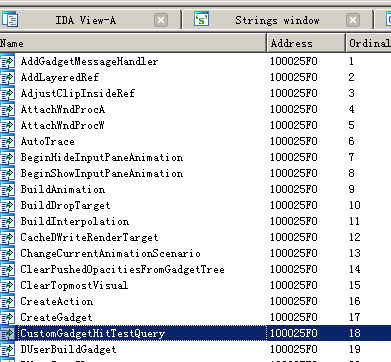 IDA View-A Strings window
Name Address Ordinal
AddGadgetMessageHandler 100025F0 1
AddLayeredRef 100025F0 2
AdjustClipInsideRef 100025F0 3
AttachWndProcA 100025F0 4
AttachWndProcW 100025F0 5
AutoTrace 100025F0 6
BeginHideInputPaneAnimation 100025F0 7
BeginShowInputPaneAnimation 100025F0 8
BuildAnimation 100025F0 9
BuildDropTarget 100025F0 10
BuildInterpolation 100025F0 11
CacheDWriteRenderTarget 100025F0 12
ChangeCurrentAnimationScenario 100025F0 13
ClearPushedOpacitiesFromGadgetTree 100025F0 14
ClearTopmostVisual 100025F0 15
CreateAction 100025F0 16
CreateGadget 100025F0 17
CustomGadgetHitTestQuery 100025F0 18
DUserBuildGadget 100025F0 19